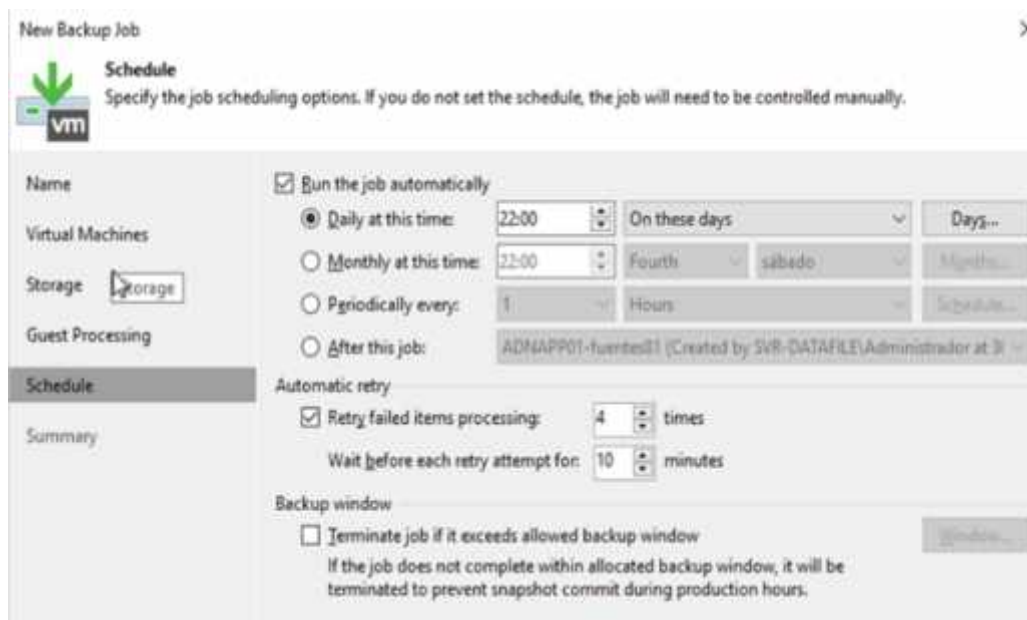 New Backup Job
Schedule
Specify the job scheduling options. If you do not set the schedule, the job will need to be controlled manually.
vm
Name
Virtual Machines
Storage
Storage
Guest Processing
Schedule
Summary
Run the job automatically
Daily at this time: 22:00 On these days Days...
Monthly at this time: 22:00 Fourth sábado Months...
Periodically every: 1 Hours Schedule...
After this job: ADNAPP01-fuentes81 (Created by SVR-DATAFILE\Administrador at
Automatic retry
Retry failed items processing: 4 times
Wait before each retry attempt for: 10 minutes
Backup window
Terminate job if it exceeds allowed backup window Window...
If the job does not complete within allocated backup window, it will be
terminated to prevent snapshot commit during production hours.